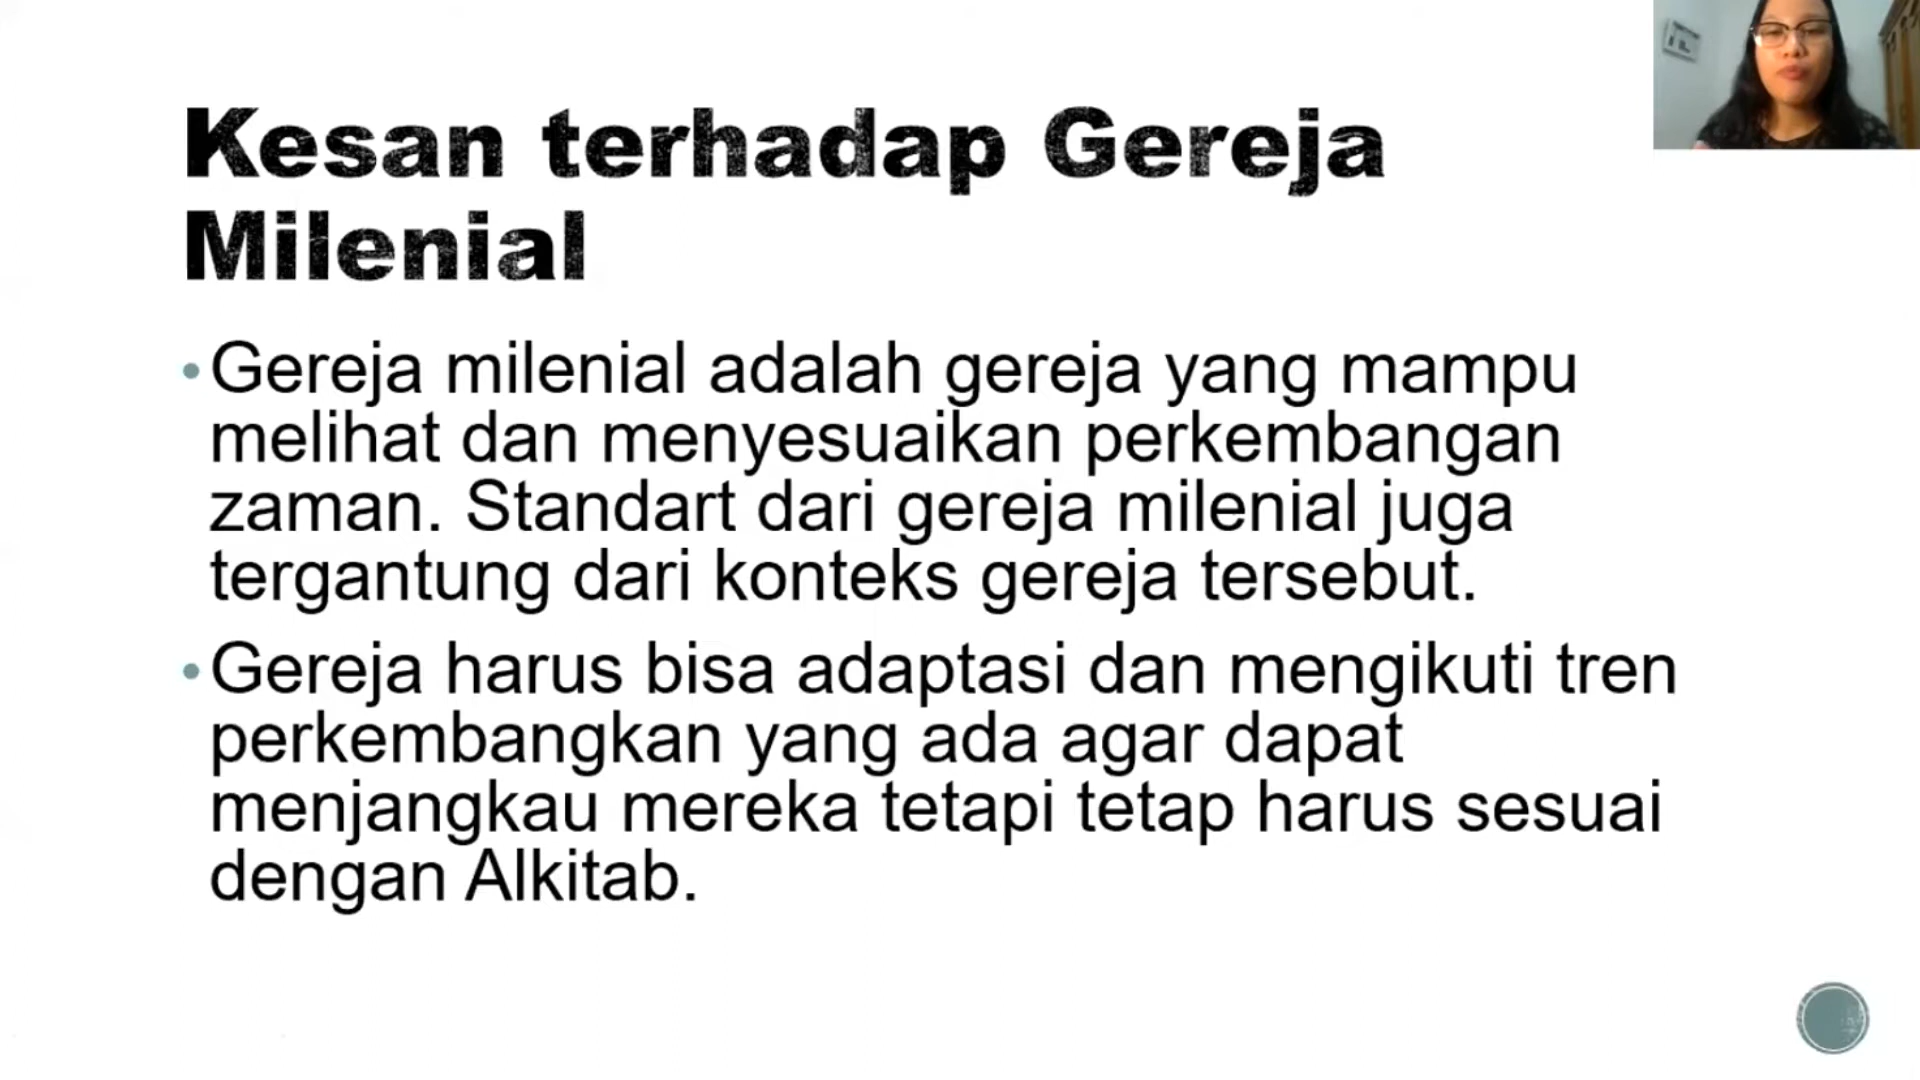 Kesan terhadap Gereja
Milenial
• Gereja milenial adalah gereja yang mampu
melihat dan menyesuaikan perkembangan
zaman. Standart dari gereja milenial juga
tergantung dari konteks gereja tersebut.
• Gereja harus bisa adaptasi dan mengikuti tren
perkembangkan yang ada agar dapat
menjangkau mereka tetapi tetap harus sesuai
dengan Alkitab.